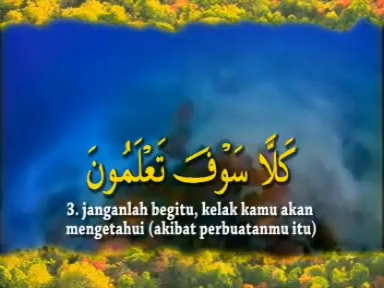 كَلَّا سَوْفَ تَعْلَمُونَ
3. janganlah begitu, kelak kamu akan
mengetahui (akibat perbuatanmu itu)